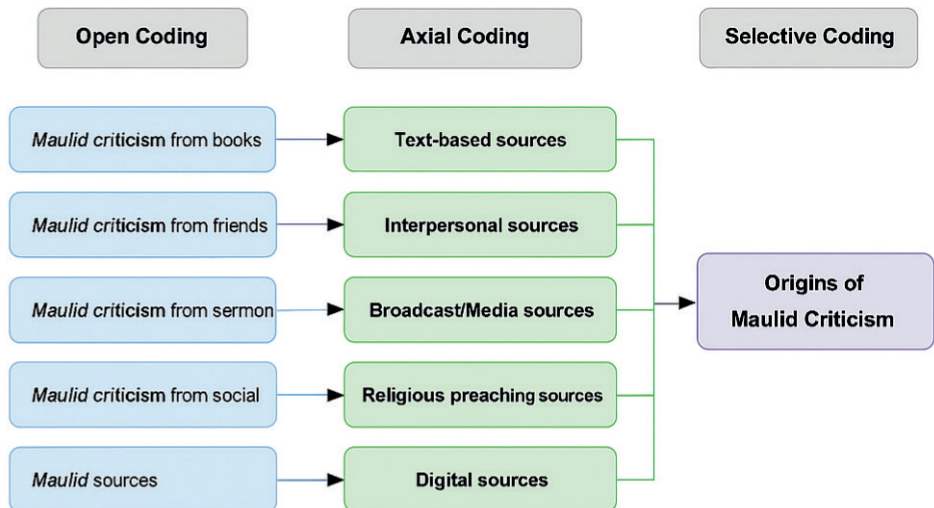 Open Coding
Axial Coding
Selective Coding
Maulid criticism from books
Text-based sources
Maulid criticism from friends
Interpersonal sources
Maulid criticism from sermon
Broadcast/Media sources
Maulid criticism from social
Religious preaching sources
Maulid sources
Digital sources
Origins of
Maulid Criticism